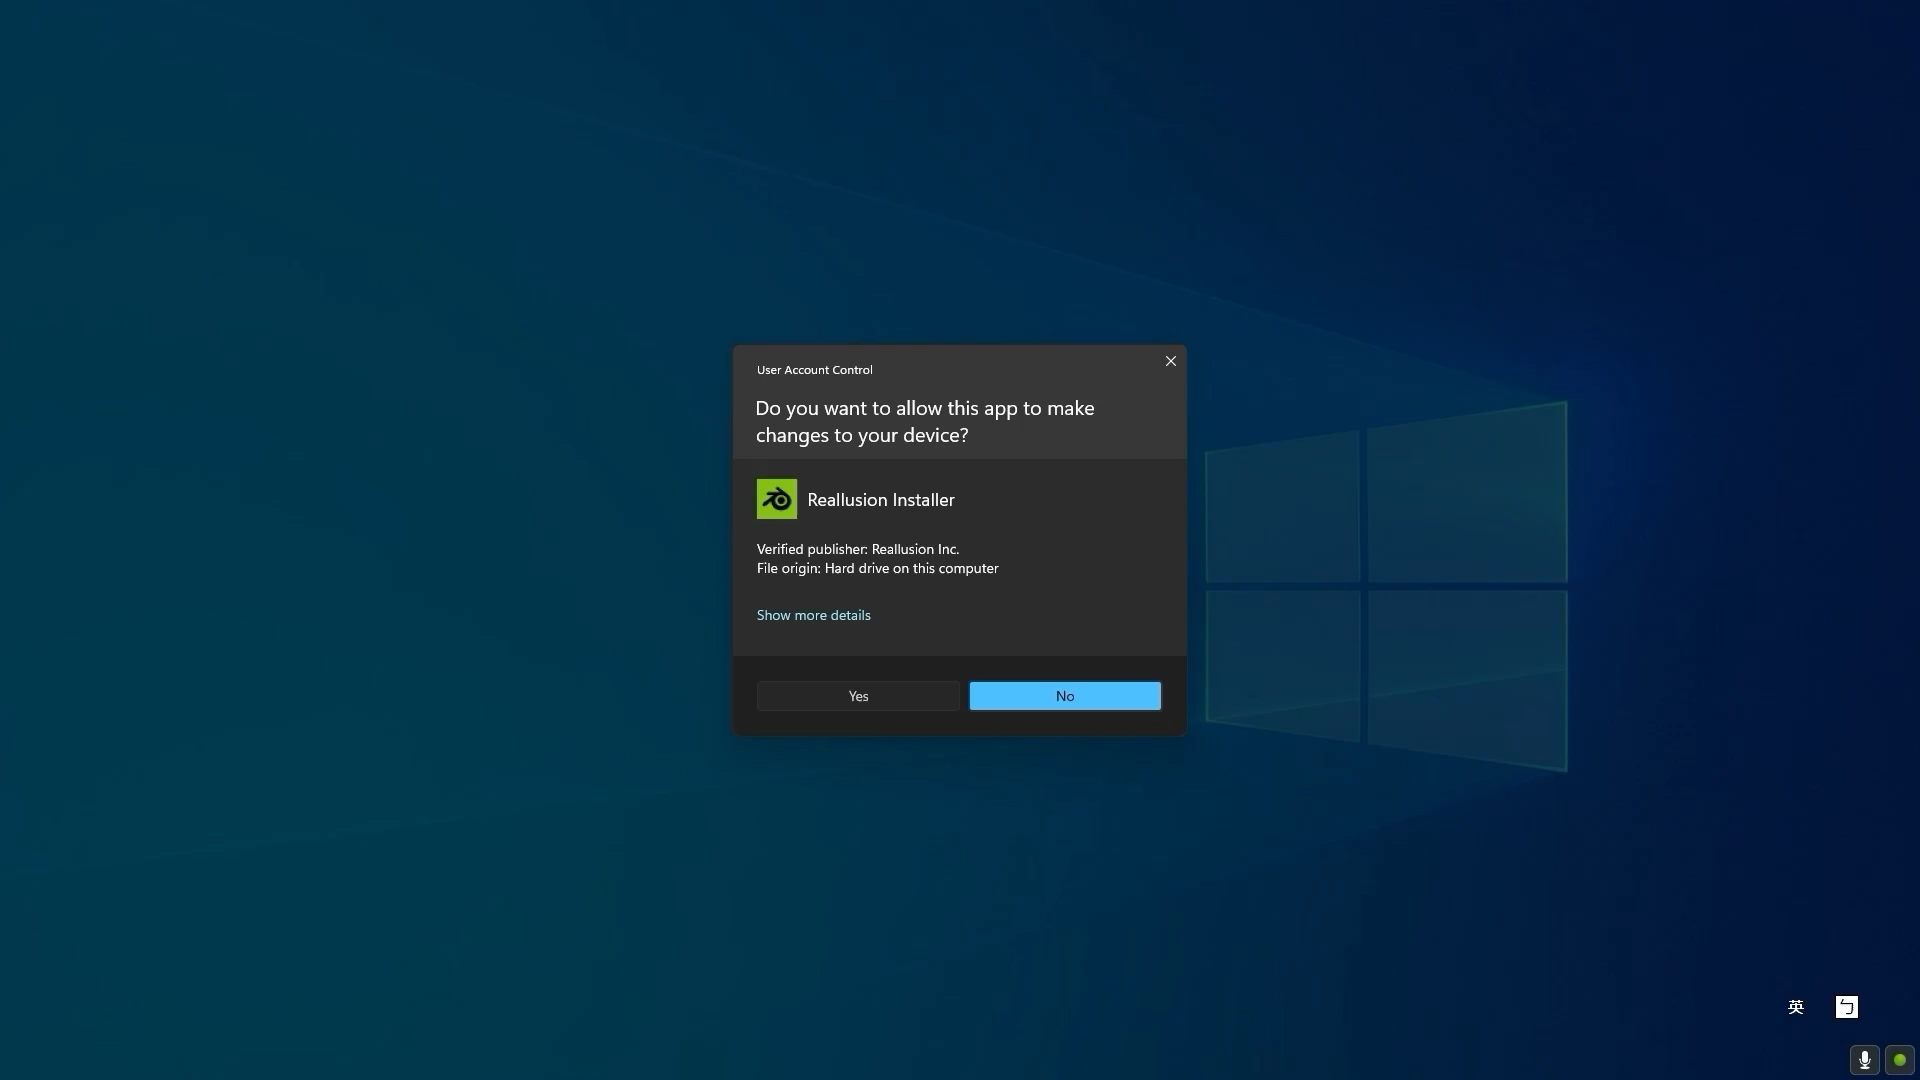 User Account Control
Do you want to allow this app to make
changes to your device?
Reallusion Installer
Verified publisher: Reallusion Inc.
File origin: Hard drive on this computer
Show more details
Yes
No
英
ㄅ